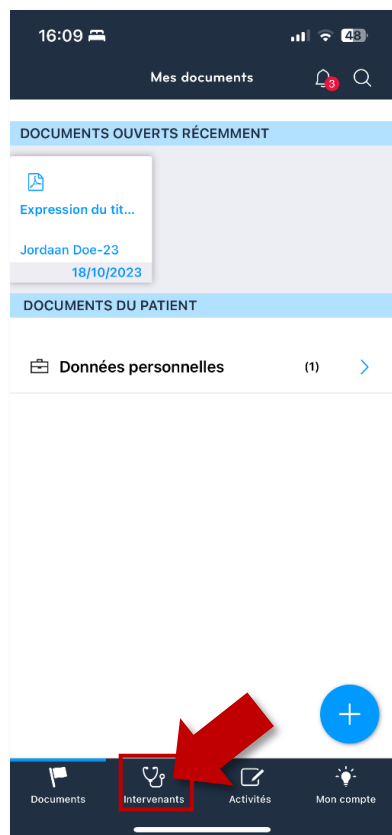 16:09
48
Mes documents
3
DOCUMENTS OUVERTS RÉCEMMENT
Expression du tit...
Jordaan Doe-23
18/10/2023
DOCUMENTS DU PATIENT
Données personnelles (1)
Documents
Intervenants
Activités
Mon compte